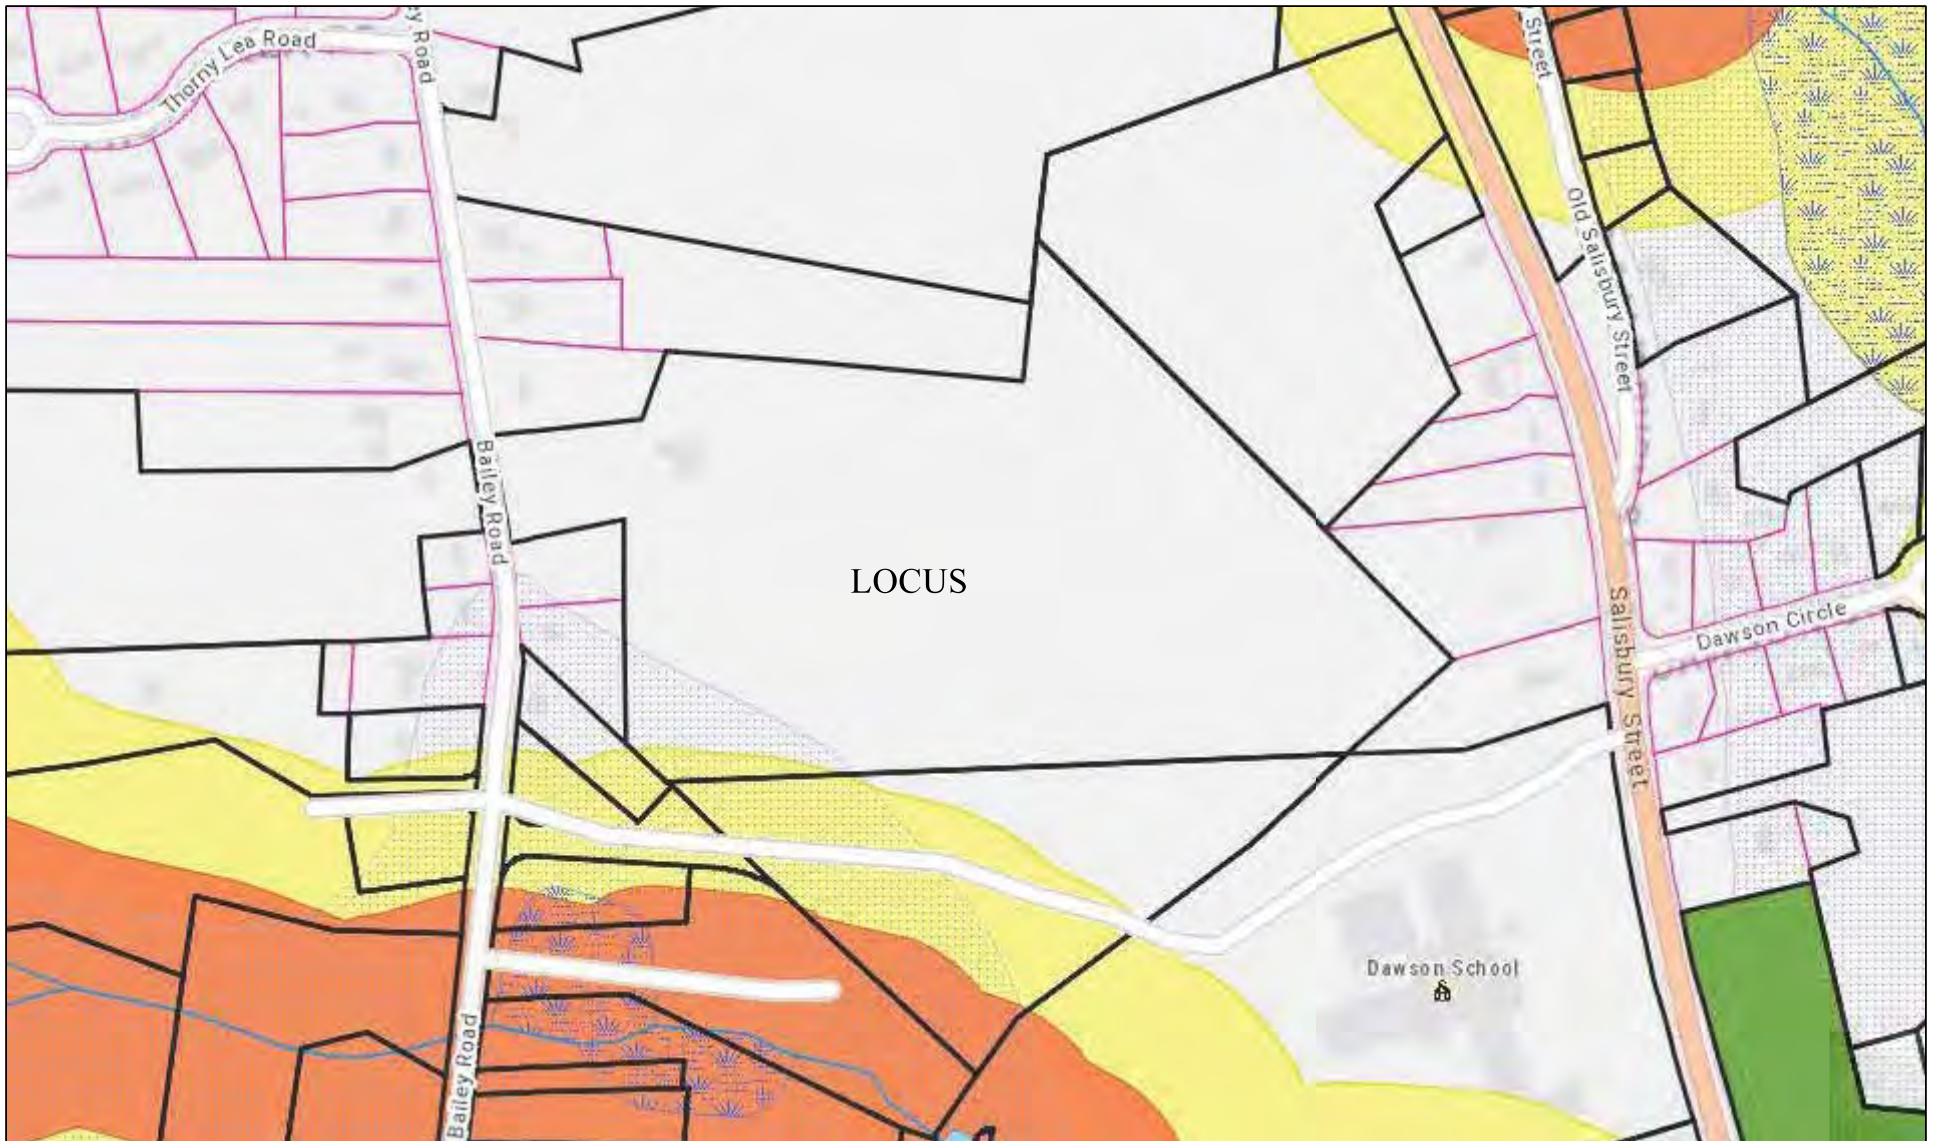 Thorny Lea Road
ey Road
Street
Old Salisbury Street
Bailey Road
LOCUS
Salisbury Street
Dawson Circle
Dawson School
Bailey Road